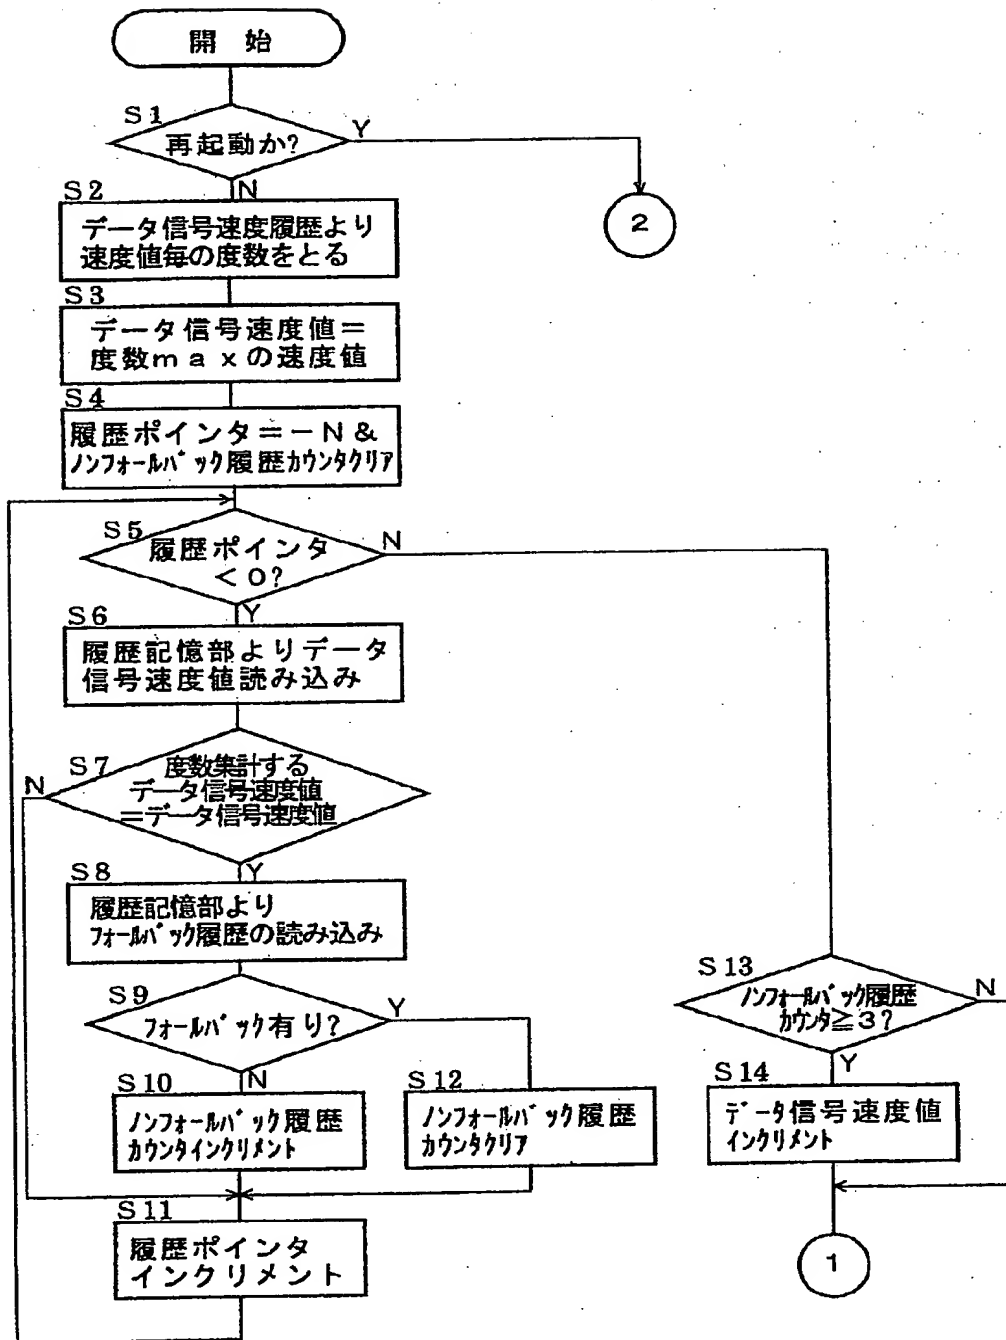 開 始
S1
再起動か?
Y
N
2
S2
データ信号速度履歴より
速度値毎の度数をとる
S3
データ信号速度値=
度数maxの速度値
S4
履歴ポインタ=-N&
ノンフォールバック履歴カウンタクリア
S5
履歴ポインタ
<0?
N
Y
S6
履歴記憶部よりデータ
信号速度値読み込み
S7
度数集計する
データ信号速度値
=データ信号速度値
N
Y
S8
履歴記憶部より
フォールバック履歴の読み込み
S9
フォールバック有り?
Y
N
S10
ノンフォールバック履歴
カウンタインクリメント
S12
ノンフォールバック履歴
カウンタクリア
S11
履歴ポインタ
インクリメント
S13
ノンフォールバック履歴
カウンタ≧3?
N
Y
S14
データ信号速度値
インクリメント
1